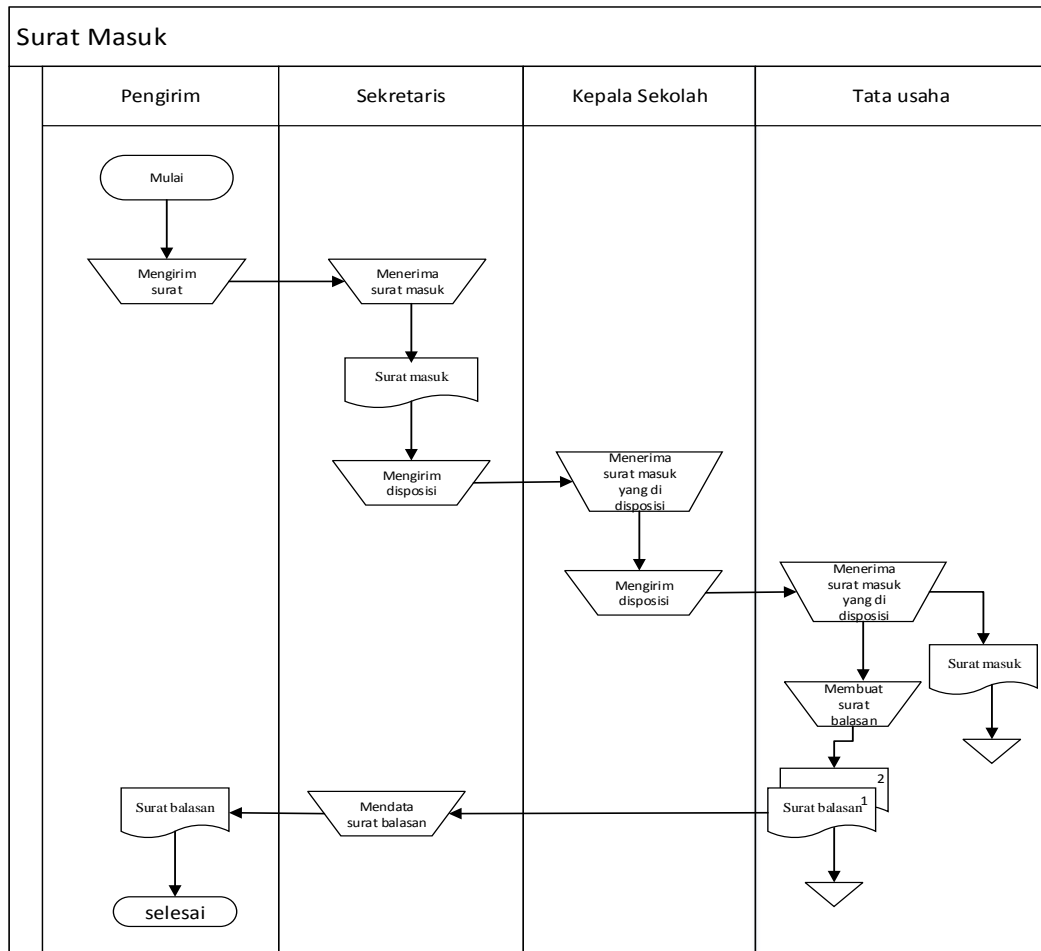 Surat Masuk
Pengirim
Sekretaris
Kepala Sekolah
Tata usaha
Mulai
Mengirim
surat
Menerima
surat masuk
Surat masuk
Mengirim
disposisi
Menerima
surat masuk
yang di
disposisi
Mengirim
disposisi
Menerima
surat masuk
yang di
disposisi
Surat masuk
Membuat
surat
balasan
2
Surat balasan 1
Mendata
surat balasan
Surat balasan
selesai